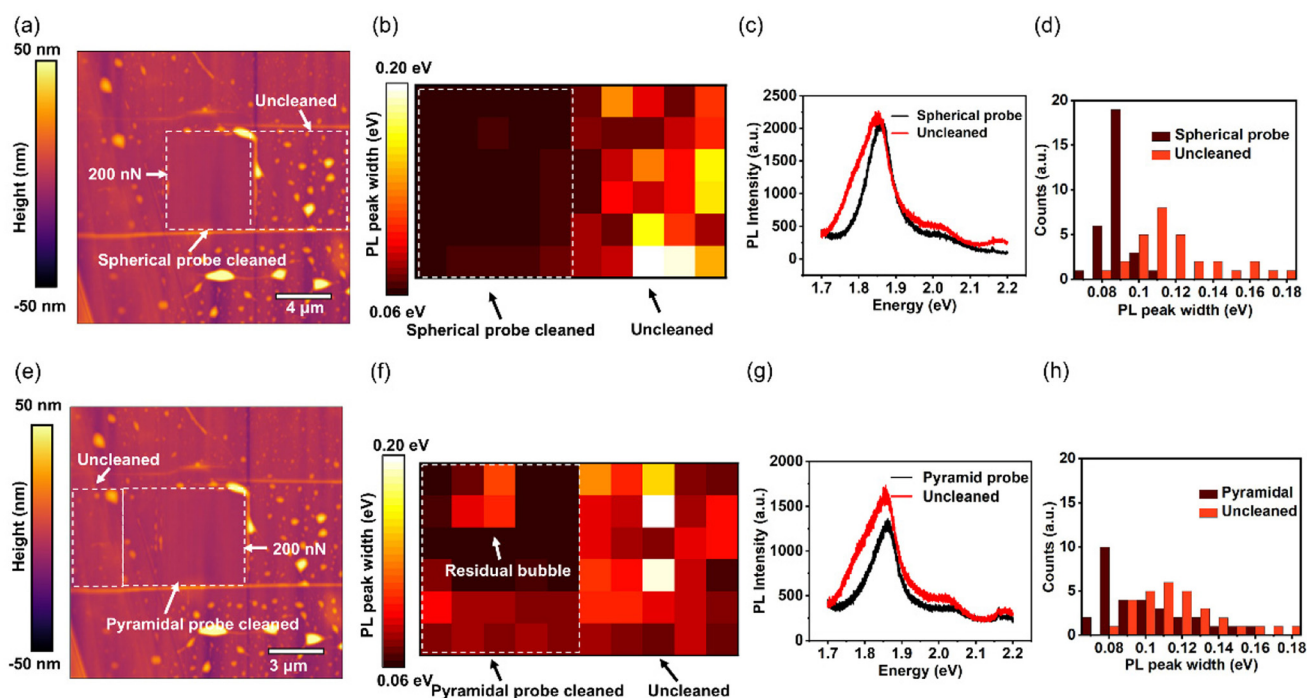 (a)
50 nm
Height (nm)
-50 nm
Uncleaned
200 nN
Spherical probe cleaned
4 µm
(b)
0.20 eV
PL peak width (eV)
0.06 eV
Spherical probe cleaned
Uncleaned
(c)
2500
2000
1500
1000
500
0
PL Intensity (a.u.)
Spherical probe
Uncleaned
1.7 1.8 1.9 2.0 2.1 2.2
Energy (eV)
(d)
20
15
10
5
0
Counts (a.u.)
Spherical probe
Uncleaned
0.08 0.1 0.12 0.14 0.16 0.18
PL peak width (eV)
(e)
50 nm
Height (nm)
-50 nm
Uncleaned
200 nN
Pyramidal probe cleaned
3 µm
(f)
0.20 eV
PL peak width (eV)
0.06 eV
Residual bubble
Pyramidal probe cleaned
Uncleaned
(g)
2000
1750
1500
1250
1000
750
500
250
0
PL Intensity (a.u.)
Pyramid probe
Uncleaned
1.7 1.8 1.9 2.0 2.1 2.2
Energy (eV)
(h)
20
15
10
5
0
Counts (a.u.)
Pyramidal
Uncleaned
0.08 0.1 0.12 0.14 0.16 0.18
PL peak width (eV)